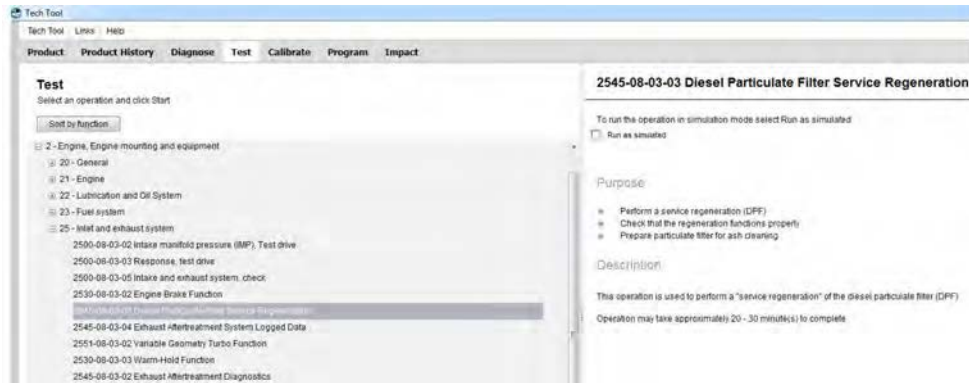 Tech Tool
Tech Tool Links Help
Product Product History Diagnose Test Calibrate Program Impact
Test
Select an operation and click Start
Sort by function
2 - Engine, Engine mounting and equipment
20 - General
21 - Engine
22 - Lubrication and Oil System
23 - Fuel system
25 - Inlet and exhaust system
2500-08-03-02 Intake manifold pressure (IMP), Test drive
2500-08-03-03 Response, test drive
2500-08-03-05 Intake and exhaust system, check
2530-08-03-02 Engine Brake Function
2545-08-03-03 Diesel Particulate Filter Service Regeneration
2545-08-03-04 Exhaust Aftertreatment System Logged Data
2551-08-03-02 Variable Geometry Turbo Function
2530-08-03-03 Warm-Hold Function
2545-08-03-02 Exhaust Aftertreatment Diagnostics
2545-08-03-03 Diesel Particulate Filter Service Regeneration
To run the operation in simulation mode select Run as simulated
Run as simulated
Purpose
Perform a service regeneration (DPF)
Check that the regeneration functions properly
Prepare particulate filter for ash cleaning
Description
This operation is used to perform a "service regeneration" of the diesel particulate filter (DPF)
Operation may take approximately 20 - 30 minute(s) to complete